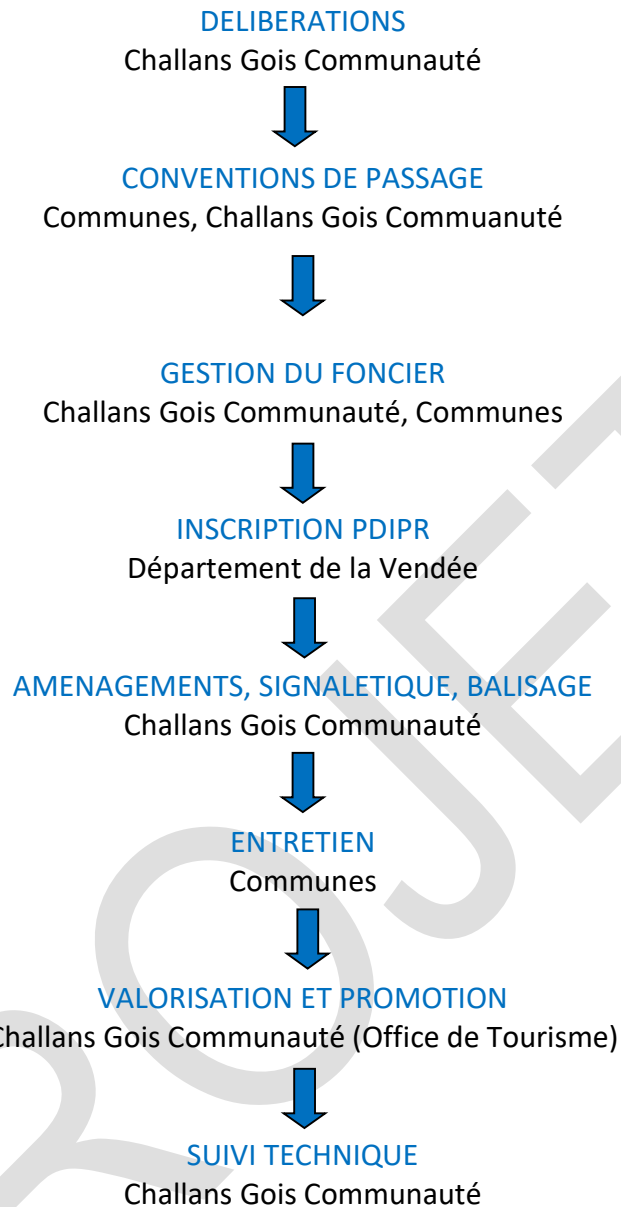 DELIBERATIONS
Challans Gois Communauté
CONVENTIONS DE PASSAGE
Communes, Challans Gois Commuanuté
GESTION DU FONCIER
Challans Gois Communauté, Communes
INSCRIPTION PDIPR
Département de la Vendée
AMENAGEMENTS, SIGNALETIQUE, BALISAGE
Challans Gois Communauté
ENTRETIEN
Communes
VALORISATION ET PROMOTION
Challans Gois Communauté (Office de Tourisme)
SUIVI TECHNIQUE
Challans Gois Communauté
ROJET